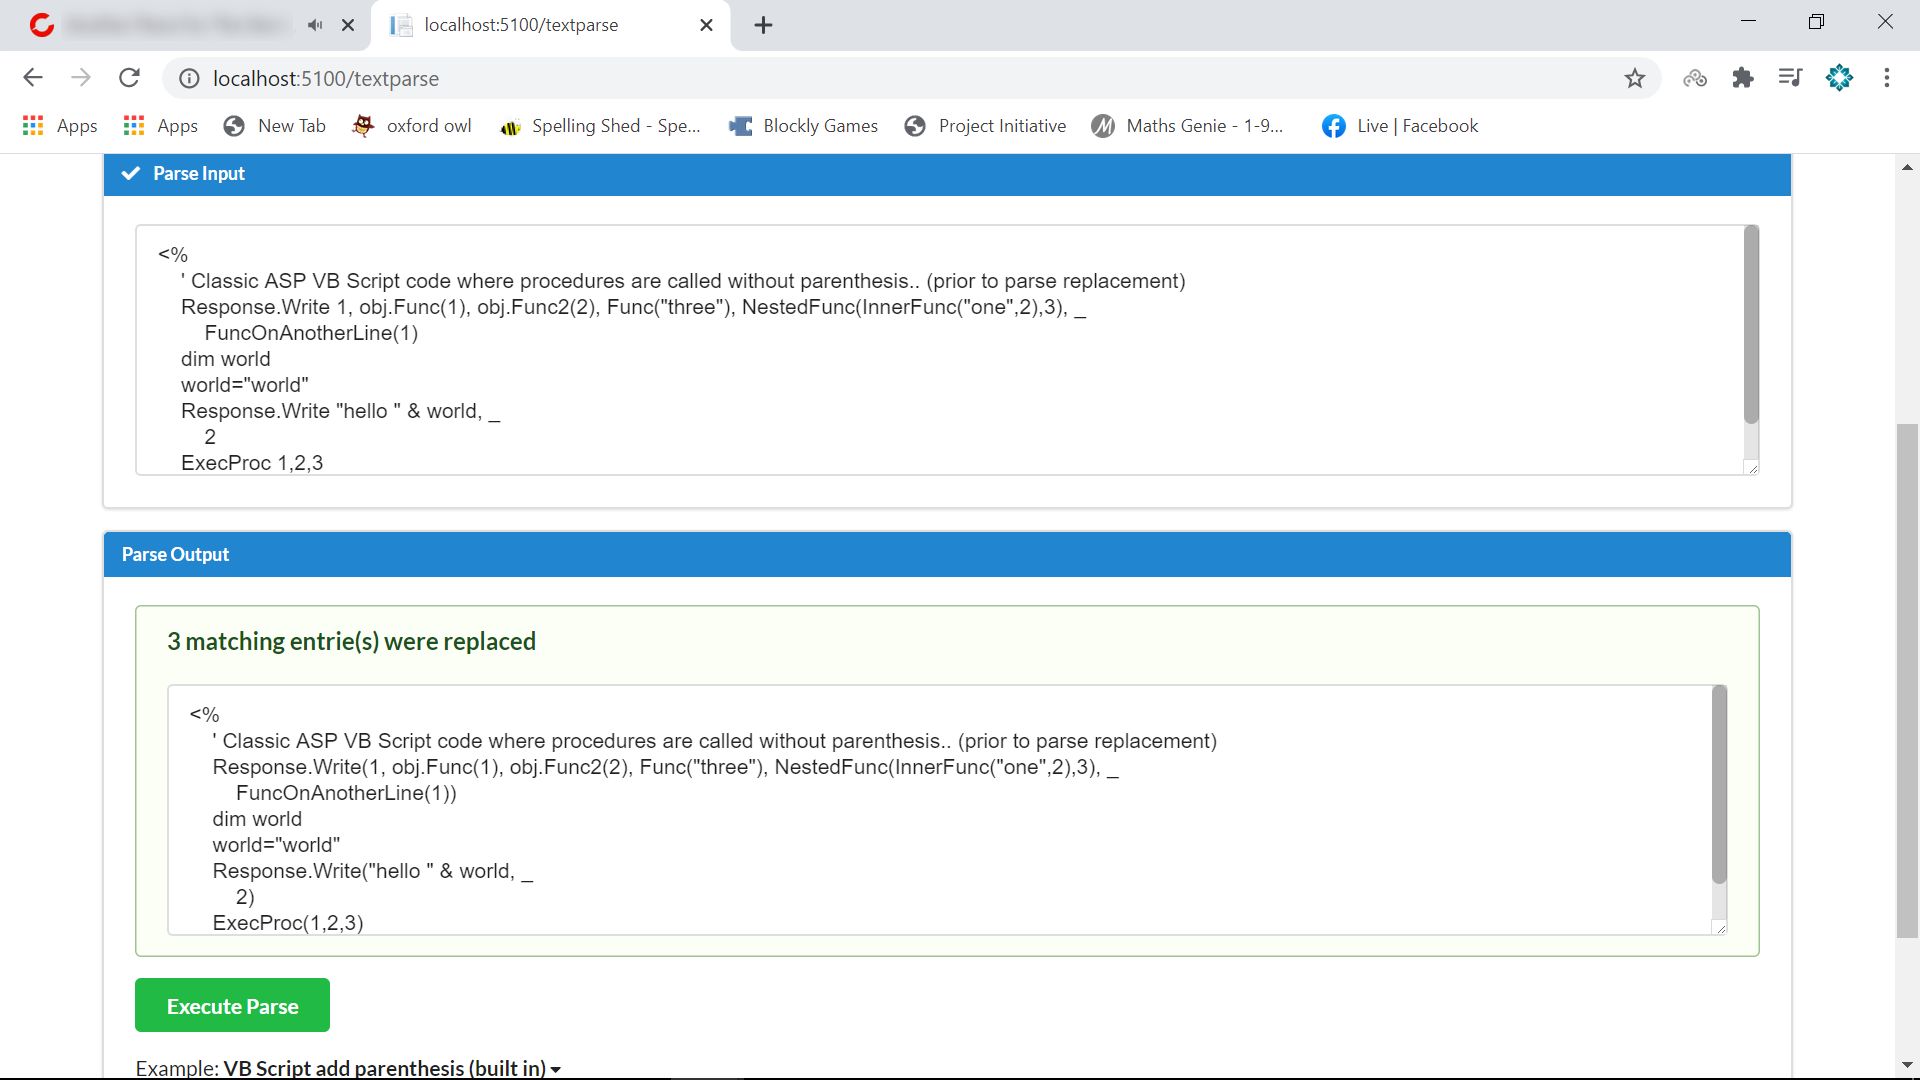 localhost:5100/textparse
localhost:5100/textparse
Apps
Apps
New Tab
oxford owl
Spelling Shed - Spe...
Blockly Games
Project Initiative
Maths Genie - 1-9...
Live | Facebook
Parse Input
<%
' Classic ASP VB Script code where procedures are called without parenthesis.. (prior to parse replacement)
Response.Write 1, obj.Func(1), obj.Func2(2), Func("three"), NestedFunc(InnerFunc("one",2),3), _
FuncOnAnotherLine(1)
dim world
world="world"
Response.Write "hello " & world, _
2
ExecProc 1,2,3
Parse Output
3 matching entrie(s) were replaced
<%
' Classic ASP VB Script code where procedures are called without parenthesis.. (prior to parse replacement)
Response.Write(1, obj.Func(1), obj.Func2(2), Func("three"), NestedFunc(InnerFunc("one",2),3), _
FuncOnAnotherLine(1))
dim world
world="world"
Response.Write("hello " & world, _
2)
ExecProc(1,2,3)
Execute Parse
Example: VB Script add parenthesis (built in)